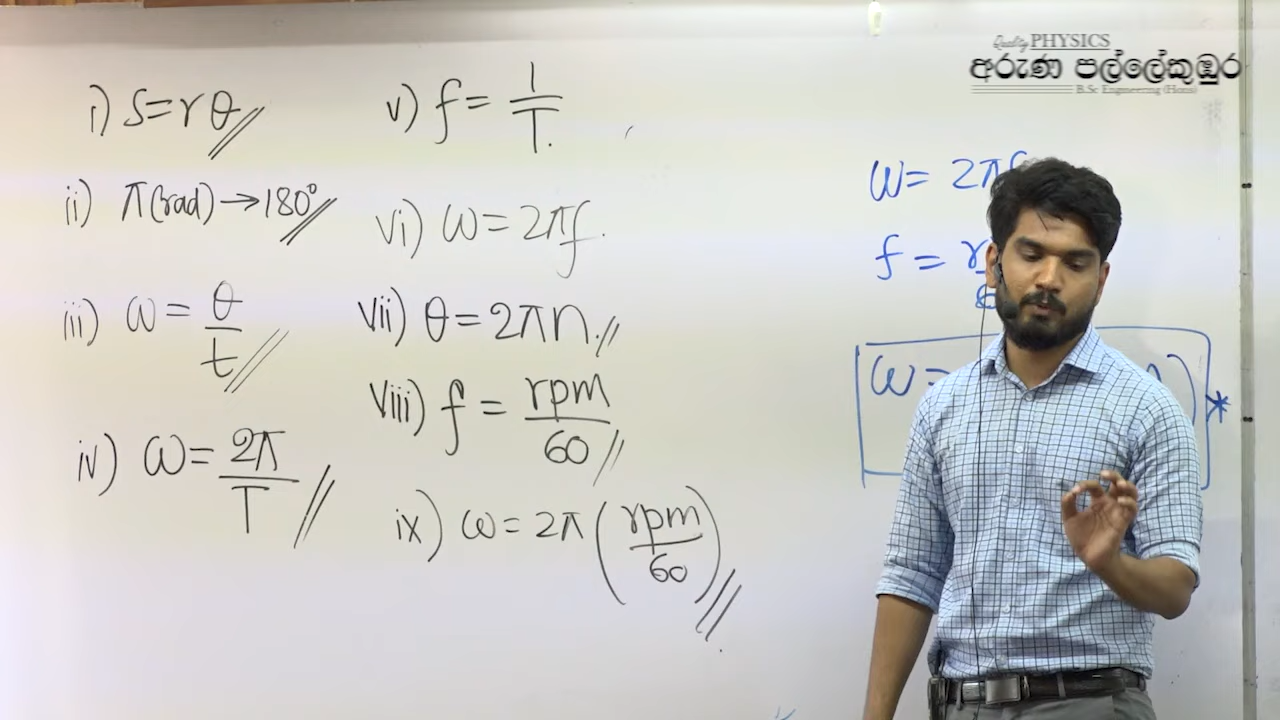 Quality PHYSICS
අරුණ පල්ලේකුඹුර
B.Sc Engineering (Hons)
i) S=rθ
ii) π(rad)→180°
iii) ω = θ/t
iv) ω = 2π/T
v) f = 1/T.
vi) ω = 2πf.
vii) θ = 2πn.
viii) f = rpm/60
ix) ω = 2π(rpm/60)
ω = 2πf
f =
ω =
*